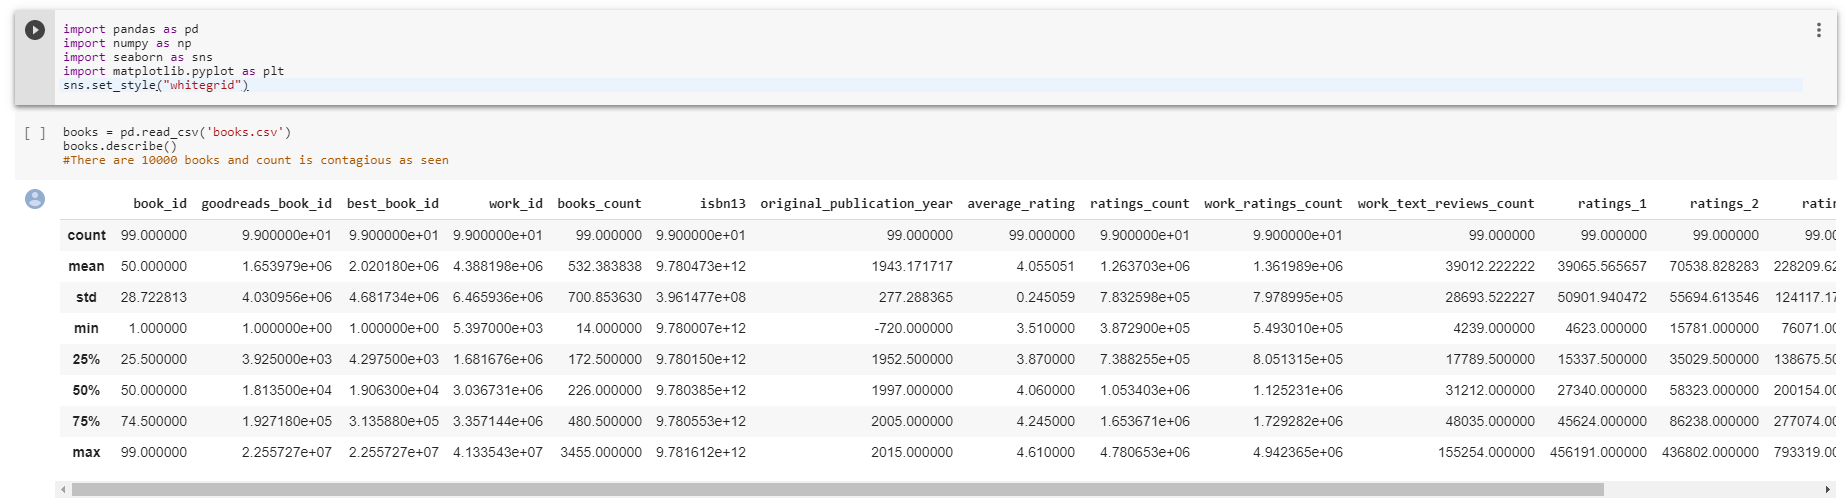 import pandas as pd
import numpy as np
import seaborn as sns
import matplotlib.pyplot as plt
sns.set_style("whitegrid")
[ ] books = pd.read_csv('books.csv')
books.describe()
#There are 10000 books and count is contagious as seen
book_id goodreads_book_id best_book_id work_id books_count isbn13 original_publication_year average_rating ratings_count work_ratings_count work_text_reviews_count ratings_1 ratings_2 ratin
count 99.000000 9.900000e+01 9.900000e+01 9.900000e+01 99.000000 9.900000e+01 99.000000 99.000000 9.900000e+01 9.900000e+01 99.000000 99.000000 99.000000 99.00
mean 50.000000 1.653979e+06 2.020180e+06 4.388198e+06 532.383838 9.780473e+12 1943.171717 4.055051 1.263703e+06 1.361989e+06 39012.222222 39065.565657 70538.828283 228209.62
std 28.722813 4.030956e+06 4.681734e+06 6.465936e+06 700.853630 3.961477e+08 277.288365 0.245059 7.832598e+05 7.978995e+05 28693.522227 50901.940472 55694.613546 124117.17
min 1.000000 1.000000e+00 1.000000e+00 5.397000e+03 14.000000 9.780007e+12 -720.000000 3.510000 3.872900e+05 5.493010e+05 4239.000000 4623.000000 15781.000000 76071.00
25% 25.500000 3.925000e+03 4.297500e+03 1.681676e+06 172.500000 9.780150e+12 1952.500000 3.870000 7.388255e+05 8.051315e+05 17789.500000 15337.500000 35029.500000 138675.50
50% 50.000000 1.813500e+04 1.906300e+04 3.036731e+06 226.000000 9.780385e+12 1997.000000 4.060000 1.053403e+06 1.125231e+06 31212.000000 27340.000000 58323.000000 200154.00
75% 74.500000 1.927180e+05 3.135880e+05 3.357144e+06 480.500000 9.780553e+12 2005.000000 4.245000 1.653671e+06 1.729282e+06 48035.000000 45624.000000 86238.000000 277074.00
max 99.000000 2.255727e+07 2.255727e+07 4.133543e+07 3455.000000 9.781612e+12 2015.000000 4.610000 4.780653e+06 4.942365e+06 155254.000000 456191.000000 436802.000000 793319.00